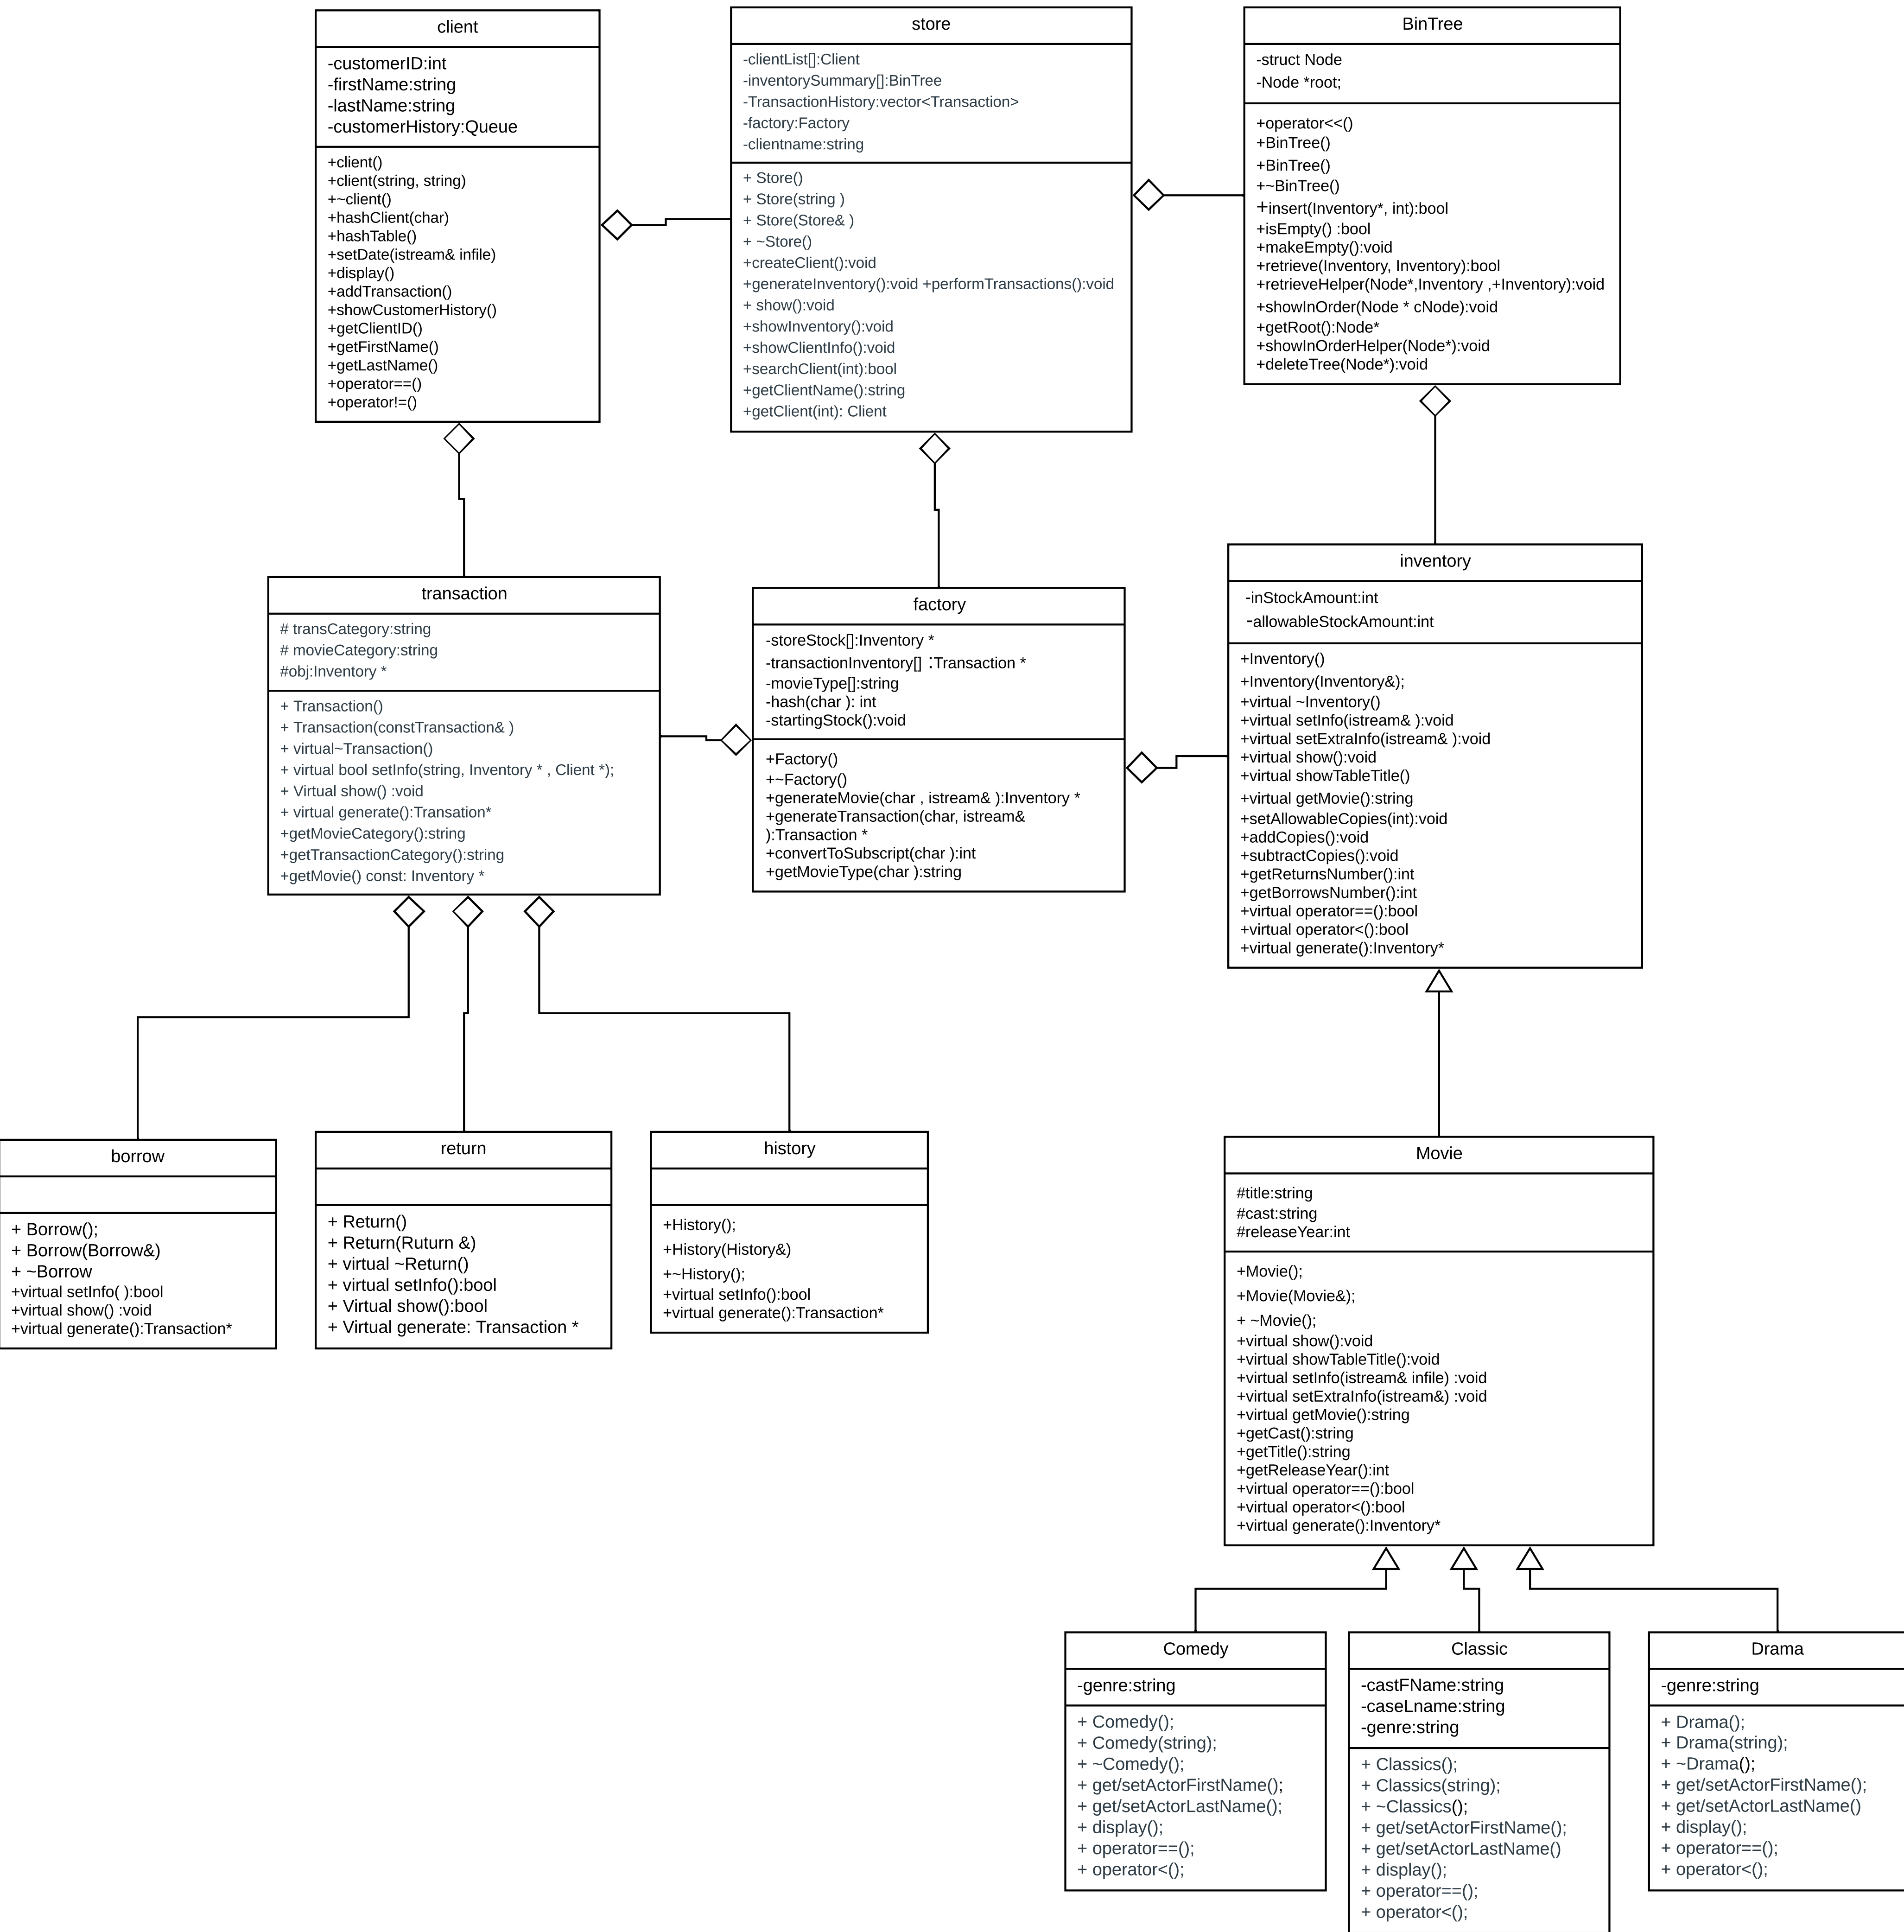 client
-customerID:int
-firstName:string
-lastName:string
-customerHistory:Queue
+client()
+client(string, string)
+~client()
+hashClient(char)
+hashTable()
+setDate(istream& infile)
+display()
+addTransaction()
+showCustomerHistory()
+getClientID()
+getFirstName()
+getLastName()
+operator==()
+operator!=()
store
-clientList[]:Client
-inventorySummary[]:BinTree
-TransactionHistory:vector<Transaction>
-factory:Factory
-clientname:string
+ Store()
+ Store(string )
+ Store(Store& )
+ ~Store()
+createClient():void
+generateInventory():void +performTransactions():void
+ show():void
+showInventory():void
+showClientInfo():void
+searchClient(int):bool
+getClientName():string
+getClient(int): Client
BinTree
-struct Node
-Node *root;
+operator<<()
+BinTree()
+BinTree()
+~BinTree()
+insert(Inventory*, int):bool
+isEmpty() :bool
+makeEmpty():void
+retrieve(Inventory, Inventory):bool
+retrieveHelper(Node*,Inventory ,+Inventory):void
+showInOrder(Node * cNode):void
+getRoot():Node*
+showInOrderHelper(Node*):void
+deleteTree(Node*):void
transaction
# transCategory:string
# movieCategory:string
#obj:Inventory *
+ Transaction()
+ Transaction(constTransaction& )
+ virtual~Transaction()
+ virtual bool setInfo(string, Inventory * , Client *);
+ Virtual show() :void
+ virtual generate():Transation*
+getMovieCategory():string
+getTransactionCategory():string
+getMovie() const: Inventory *
factory
-storeStock[]:Inventory *
-transactionInventory[] :Transaction *
-movieType[]:string
-hash(char ): int
-startingStock():void
+Factory()
+~Factory()
+generateMovie(char , istream& ):Inventory *
+generateTransaction(char, istream&
):Transaction *
+convertToSubscript(char ):int
+getMovieType(char ):string
inventory
-inStockAmount:int
-allowableStockAmount:int
+Inventory()
+Inventory(Inventory&);
+virtual ~Inventory()
+virtual setInfo(istream& ):void
+virtual setExtraInfo(istream& ):void
+virtual show():void
+virtual showTableTitle()
+virtual getMovie():string
+setAllowableCopies(int):void
+addCopies():void
+subtractCopies():void
+getReturnsNumber():int
+getBorrowsNumber():int
+virtual operator==():bool
+virtual operator<():bool
+virtual generate():Inventory*
borrow
+ Borrow();
+ Borrow(Borrow&)
+ ~Borrow
+virtual setInfo( ):bool
+virtual show() :void
+virtual generate():Transaction*
return
+ Return()
+ Return(Ruturn &)
+ virtual ~Return()
+ virtual setInfo():bool
+ Virtual show():bool
+ Virtual generate: Transaction *
history
+History();
+History(History&)
+~History();
+virtual setInfo():bool
+virtual generate():Transaction*
Movie
#title:string
#cast:string
#releaseYear:int
+Movie();
+Movie(Movie&);
+ ~Movie();
+virtual show():void
+virtual showTableTitle():void
+virtual setInfo(istream& infile) :void
+virtual setExtraInfo(istream&) :void
+virtual getMovie():string
+getCast():string
+getTitle():string
+getReleaseYear():int
+virtual operator==():bool
+virtual operator<():bool
+virtual generate():Inventory*
Comedy
-genre:string
+ Comedy();
+ Comedy(string);
+ ~Comedy();
+ get/setActorFirstName();
+ get/setActorLastName();
+ display();
+ operator==();
+ operator<();
Classic
-castFName:string
-caseLname:string
-genre:string
+ Classics();
+ Classics(string);
+ ~Classics();
+ get/setActorFirstName();
+ get/setActorLastName()
+ display();
+ operator==();
+ operator<();
Drama
-genre:string
+ Drama();
+ Drama(string);
+ ~Drama();
+ get/setActorFirstName();
+ get/setActorLastName()
+ display();
+ operator==();
+ operator<();